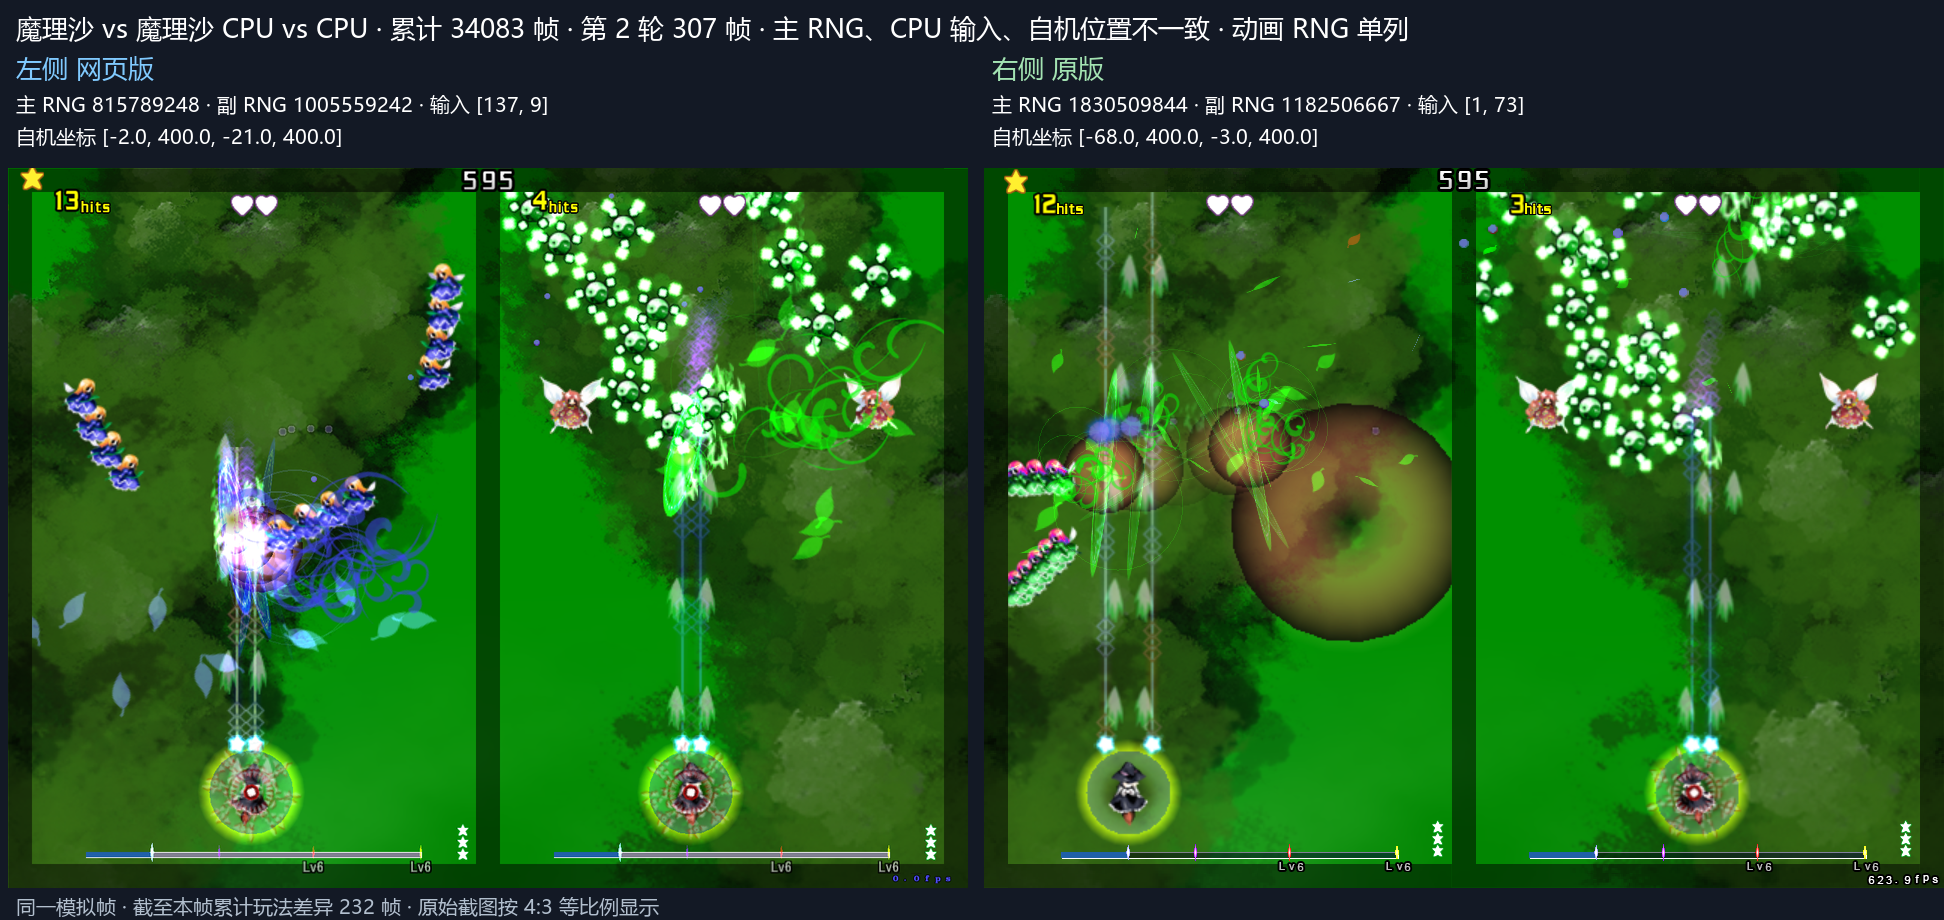 魔理沙 vs 魔理沙 CPU vs CPU · 累计 34083 帧 · 第 2 轮 307 帧 · 主 RNG、CPU 输入、自机位置不一致 · 动画 RNG 单列
左侧 网页版
主 RNG 815789248 · 副 RNG 1005559242 · 输入 [137, 9]
自机坐标 [-2.0, 400.0, -21.0, 400.0]
右侧 原版
主 RNG 1830509844 · 副 RNG 1182506667 · 输入 [1, 73]
自机坐标 [-68.0, 400.0, -3.0, 400.0]
595
13hits
4hits
Lv6
Lv6
Lv6
Lv6
0.0fps
595
12hits
3hits
Lv6
Lv6
Lv6
Lv6
623.9fps
同一模拟帧 · 截至本帧累计玩法差异 232 帧 · 原始截图按 4:3 等比例显示